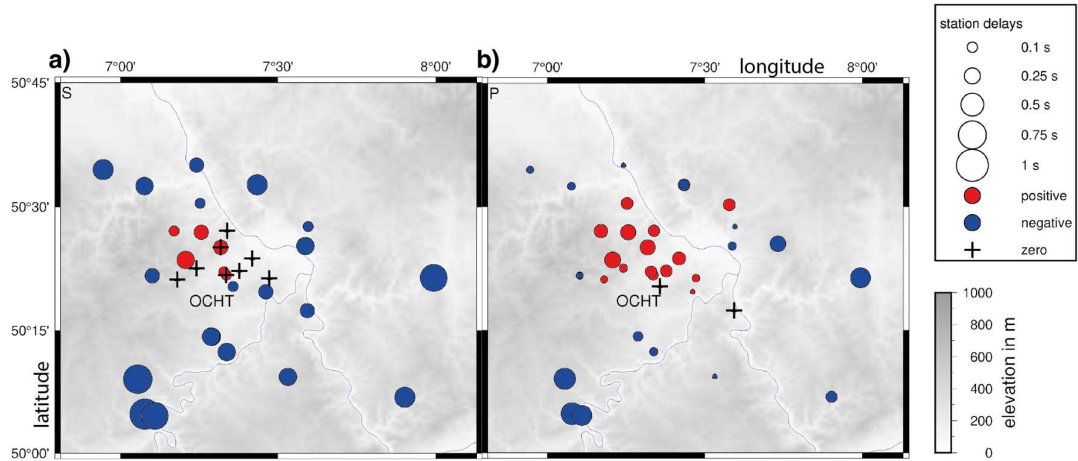 a)
7°00'
7°30'
8°00'
b)
7°00'
7°30'
longitude
8°00'
50°45'
50°30'
50°15'
50°00'
latitude
S
OCHT
P
OCHT
station delays
0.1 s
0.25 s
0.5 s
0.75 s
1 s
positive
negative
zero
1000
800
600
400
200
0
elevation in m